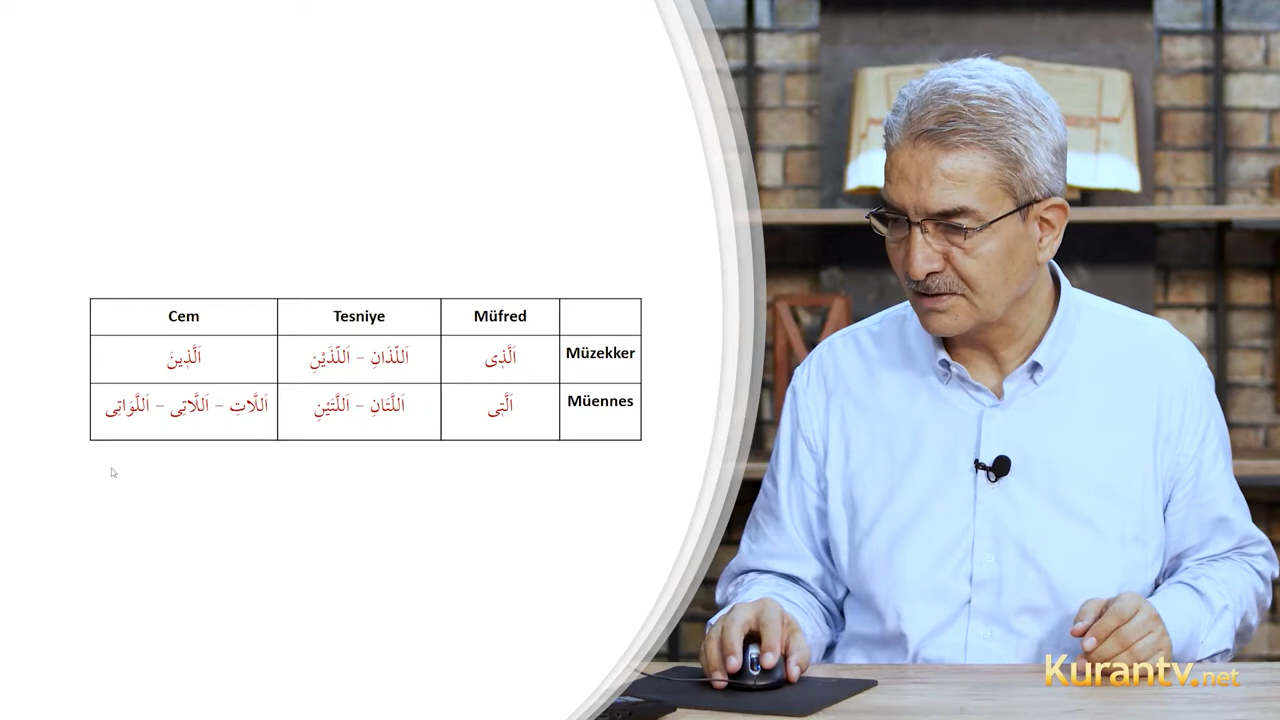 Cem Tesniye Müfred
اَلَّذ۪ينَ اَللّذَانِ – اَللّذَيْنِ اَلَّذ۪ى Müzekker
اَللَّاتِ – اَللَّاتِى – اَللَّوَاتِى اَللَّتَانِ – اَللَّتَيْنِ اَلَّت۪ى Müennes
Kurantv.net